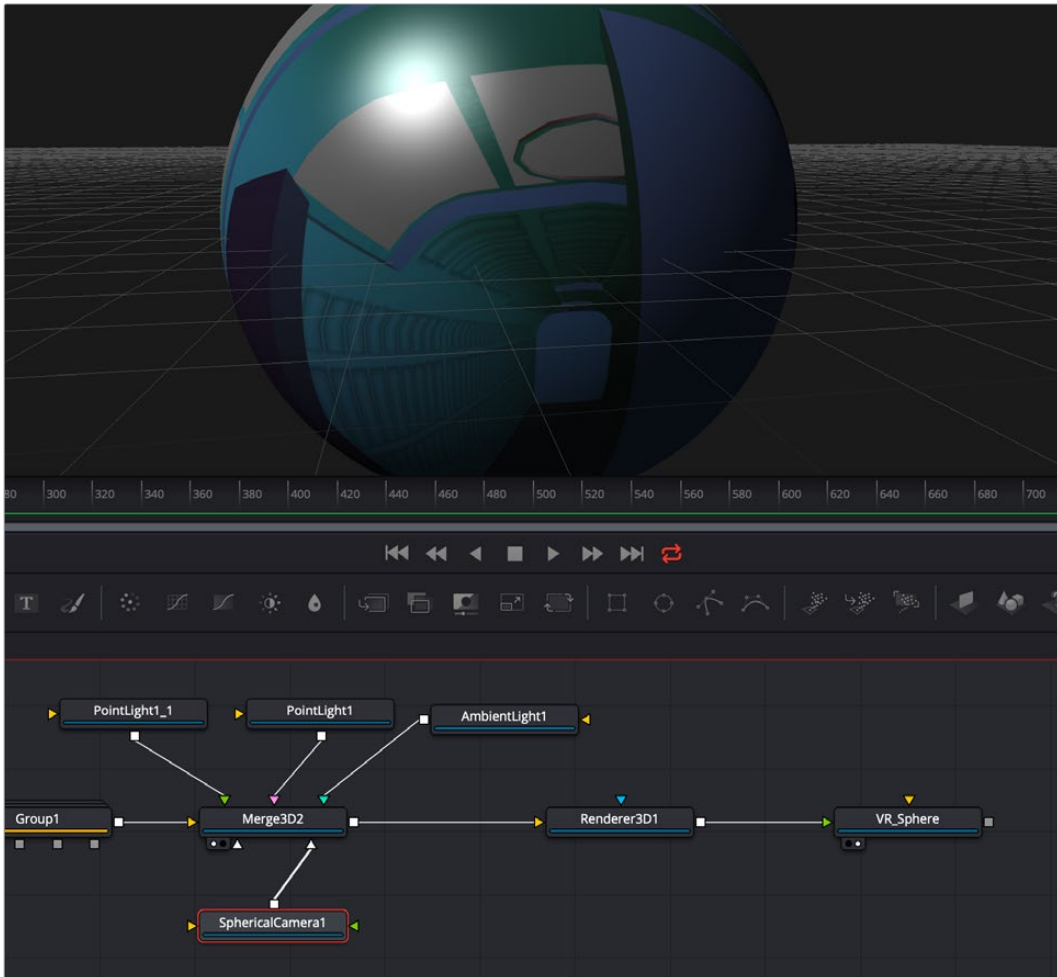 80 300 320 340 360 380 400 420 440 460 480 500 520 540 560 580 600 620 640 660 680 700
T
PointLight1_1 PointLight1 AmbientLight1
Group1 Merge3D2 Renderer3D1 VR_Sphere
SphericalCamera1